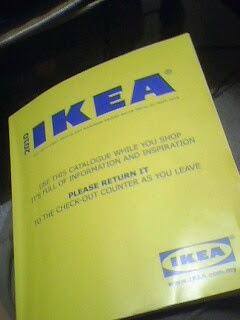 2010
IKEA®
USE THIS CATALOGUE WHILE YOU SHOP
IT'S FULL OF INFORMATION AND INSPIRATION
PLEASE RETURN IT
TO THE CHECK-OUT COUNTER AS YOU LEAVE
IKEA®
www.IKEA.com.my